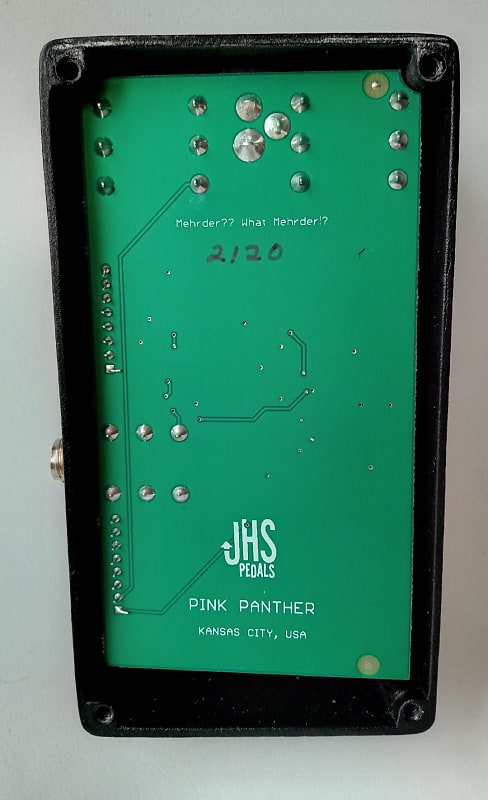 Mehrder?? What Mehrder!?
2120
JHS
PEDALS
PINK PANTHER
KANSAS CITY, USA